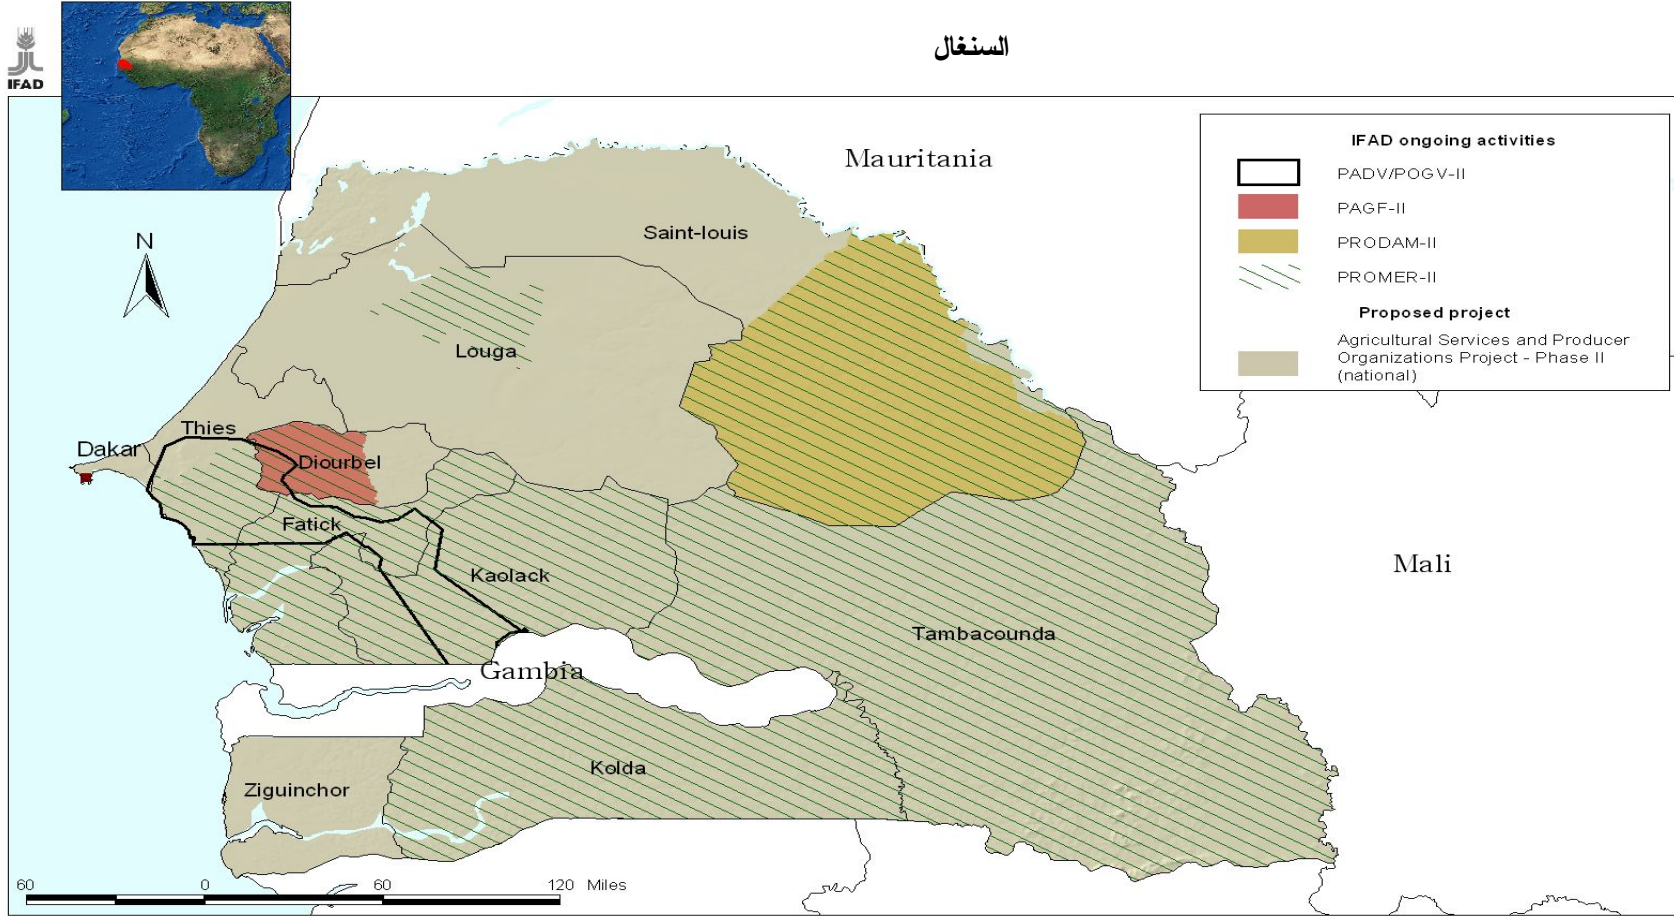 السنغال
IFAD
Mauritania
IFAD ongoing activities
PADV/POGV-II
PAGF-II
PRODAM-II
PROMER-II
Proposed project
Agricultural Services and Producer
Organizations Project - Phase II
(national)
N
Saint-louis
Louga
Thies
Dakar
Diourbel
Fatick
Kaolack
Mali
Tambacounda
Gambia
Kolda
Ziguinchor
60 0 60 120 Miles